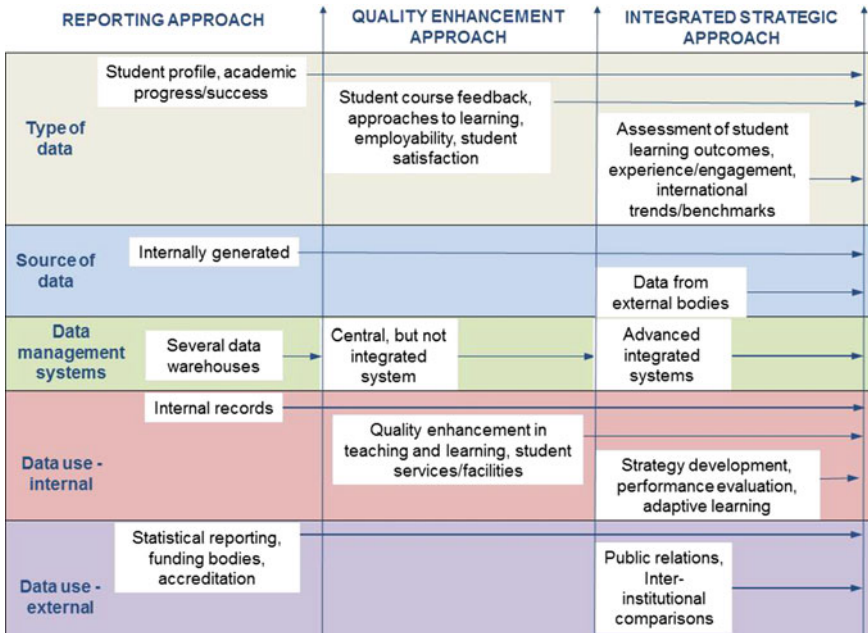 REPORTING APPROACH
QUALITY ENHANCEMENT
APPROACH
INTEGRATED STRATEGIC
APPROACH
Type of
data
Student profile, academic
progress/success
Student course feedback,
approaches to learning,
employability, student
satisfaction
Assessment of student
learning outcomes,
experience/engagement,
international
trends/benchmarks
Source of
data
Internally generated
Data from
external bodies
Data
management
systems
Several data
warehouses
Central, but not
integrated
system
Advanced
integrated
systems
Data use -
internal
Internal records
Quality enhancement in
teaching and learning, student
services/facilities
Strategy development,
performance evaluation,
adaptive learning
Data use -
external
Statistical reporting,
funding bodies,
accreditation
Public relations,
Inter-
institutional
comparisons